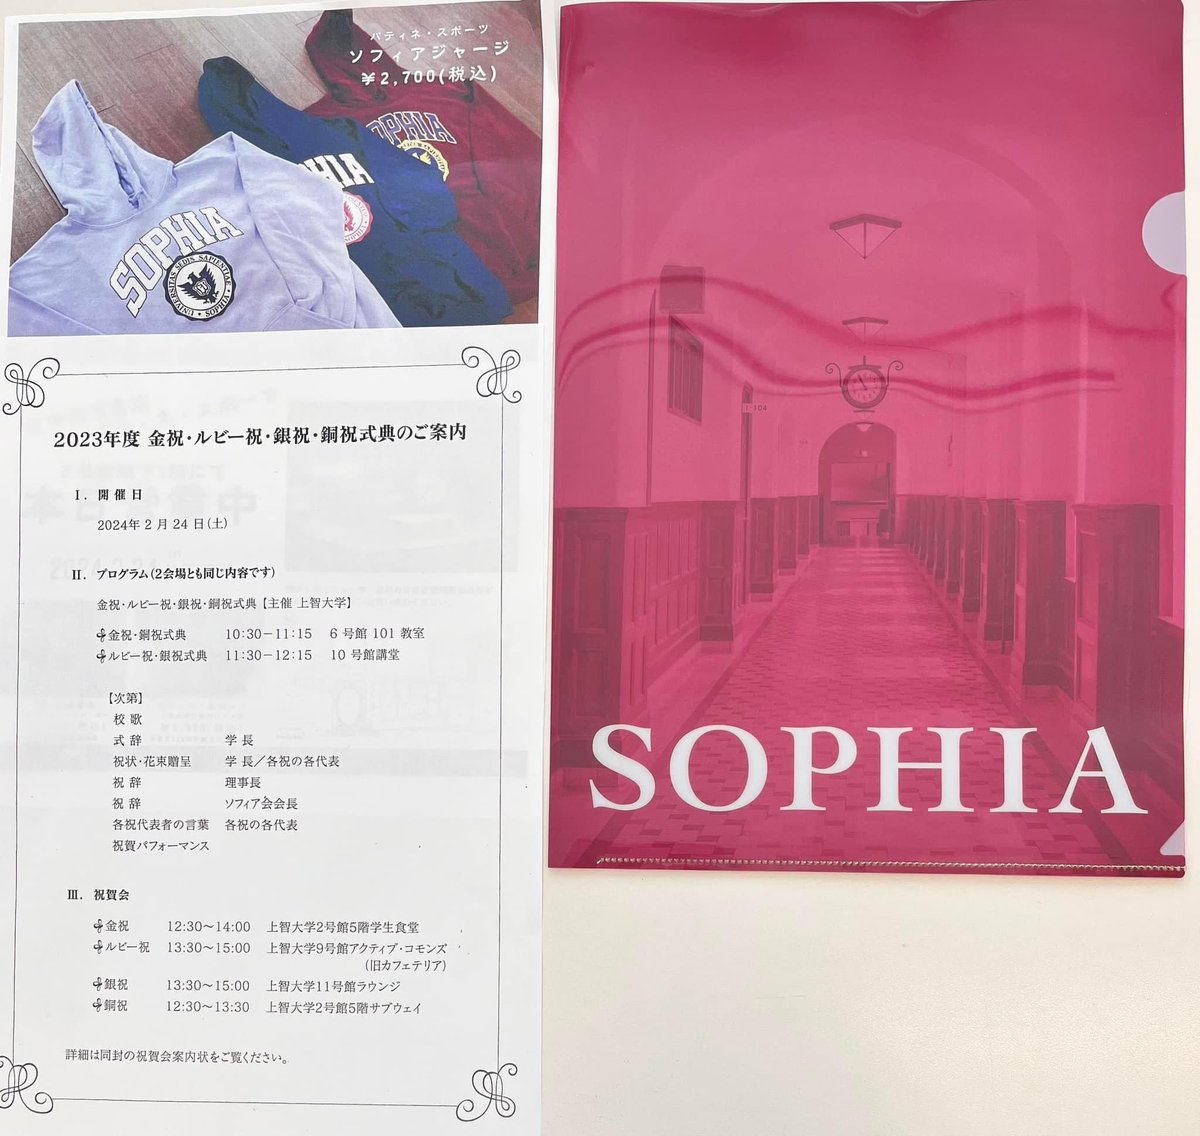 パティネ・スポーツ
ソフィアジャージ
¥2,700(税込)
SOPHIA
SOPHIA
SOPHIA
UNIVERSITAS SEDIS SAPIENTIAE
SOPHIA
2023年度 金祝・ルビー祝・銀祝・銅祝式典のご案内
Ⅰ. 開催日
2024年2月24日(土)
Ⅱ. プログラム(2会場とも同じ内容です)
金祝・ルビー祝・銀祝・銅祝式典【主催 上智大学】
金祝・銅祝式典 10:30-11:15 6号館 101 教室
ルビー祝・銀祝式典 11:30-12:15 10号館講堂
【次第】
校歌
式辞 学長
祝状・花束贈呈 学長/各祝の各代表
祝辞 理事長
祝辞 ソフィア会会長
各祝代表者の言葉 各祝の各代表
祝賀パフォーマンス
Ⅲ. 祝賀会
金祝 12:30～14:00 上智大学2号館5階学生食堂
ルビー祝 13:30～15:00 上智大学9号館アクティブ・コモンズ
(旧カフェテリア)
銀祝 13:30～15:00 上智大学11号館ラウンジ
銅祝 12:30～13:30 上智大学2号館5階サブウェイ
詳細は同封の祝賀会案内状をご覧ください。
1-104
SOPHIA